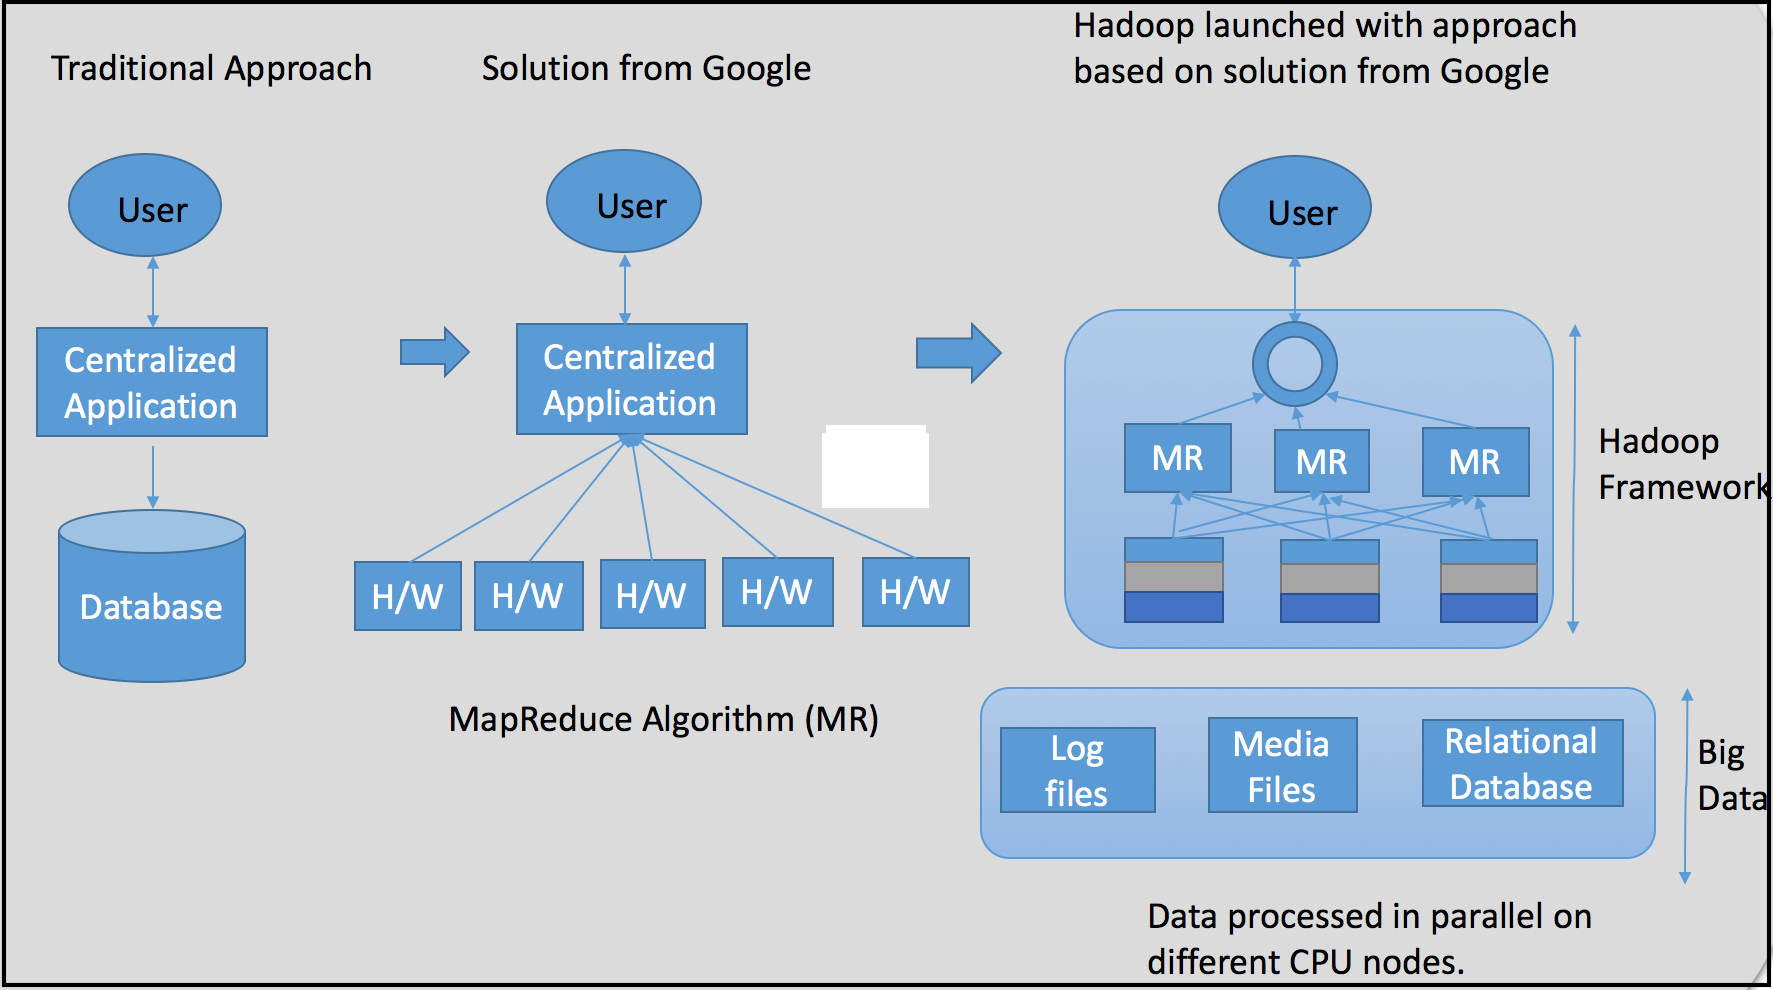 Traditional Approach
User
Centralized
Application
Database
Solution from Google
User
Centralized
Application
H/W
H/W
H/W
H/W
H/W
MapReduce Algorithm (MR)
Hadoop launched with approach
based on solution from Google
User
MR
MR
MR
Hadoop
Framework
Log
files
Media
Files
Relational
Database
Big
Data
Data processed in parallel on
different CPU nodes.